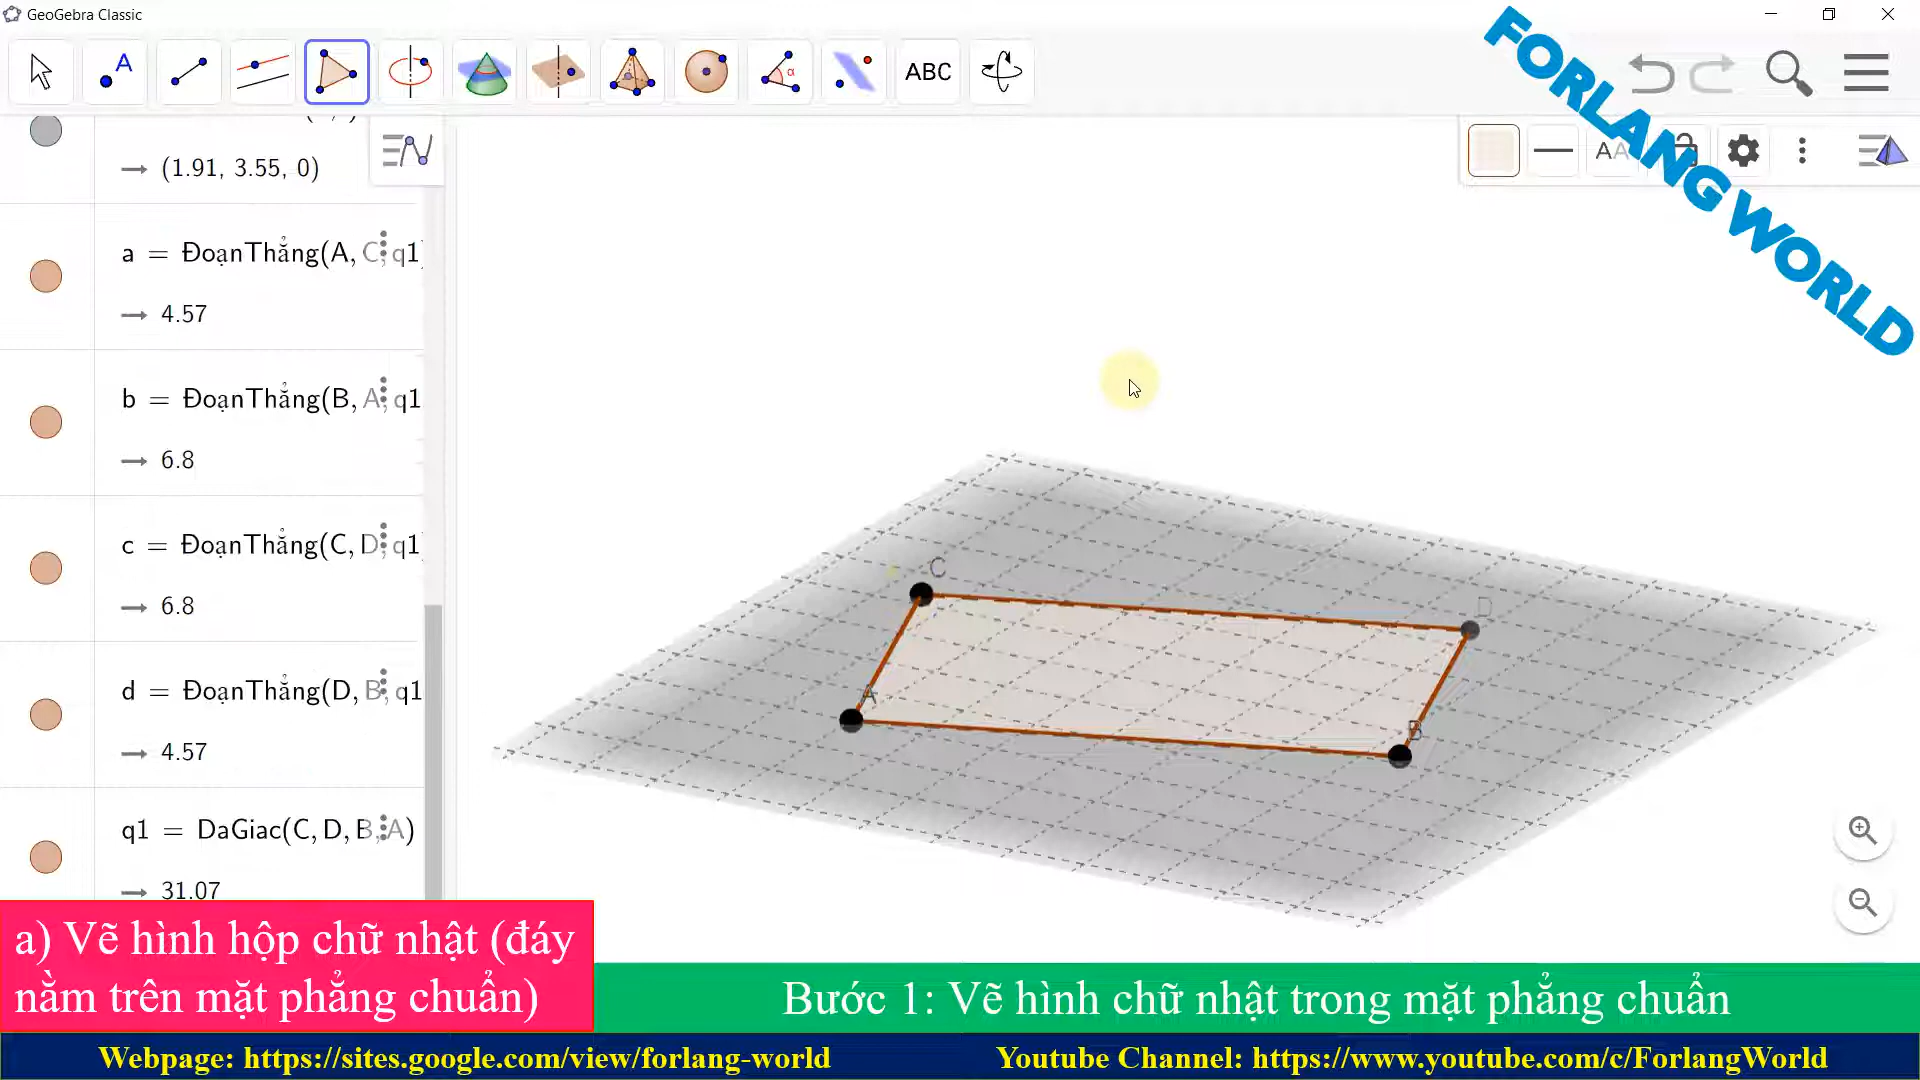 GeoGebra Classic
A
α
ABC
FORLANG WORLD
AA
→ (1.91, 3.55, 0)
a = ĐoạnThẳng(A, C, q1)
→ 4.57
b = ĐoạnThẳng(B, A, q1
→ 6.8
c = ĐoạnThẳng(C, D, q1)
→ 6.8
d = ĐoạnThẳng(D, B, q1
→ 4.57
q1 = DaGiac(C, D, B, A)
→ 31.07
C
D
A
B
a) Vẽ hình hộp chữ nhật (đáy
nằm trên mặt phẳng chuẩn)
Bước 1: Vẽ hình chữ nhật trong mặt phẳng chuẩn
Webpage: https://sites.google.com/view/forlang-world
Youtube Channel: https://www.youtube.com/c/ForlangWorld